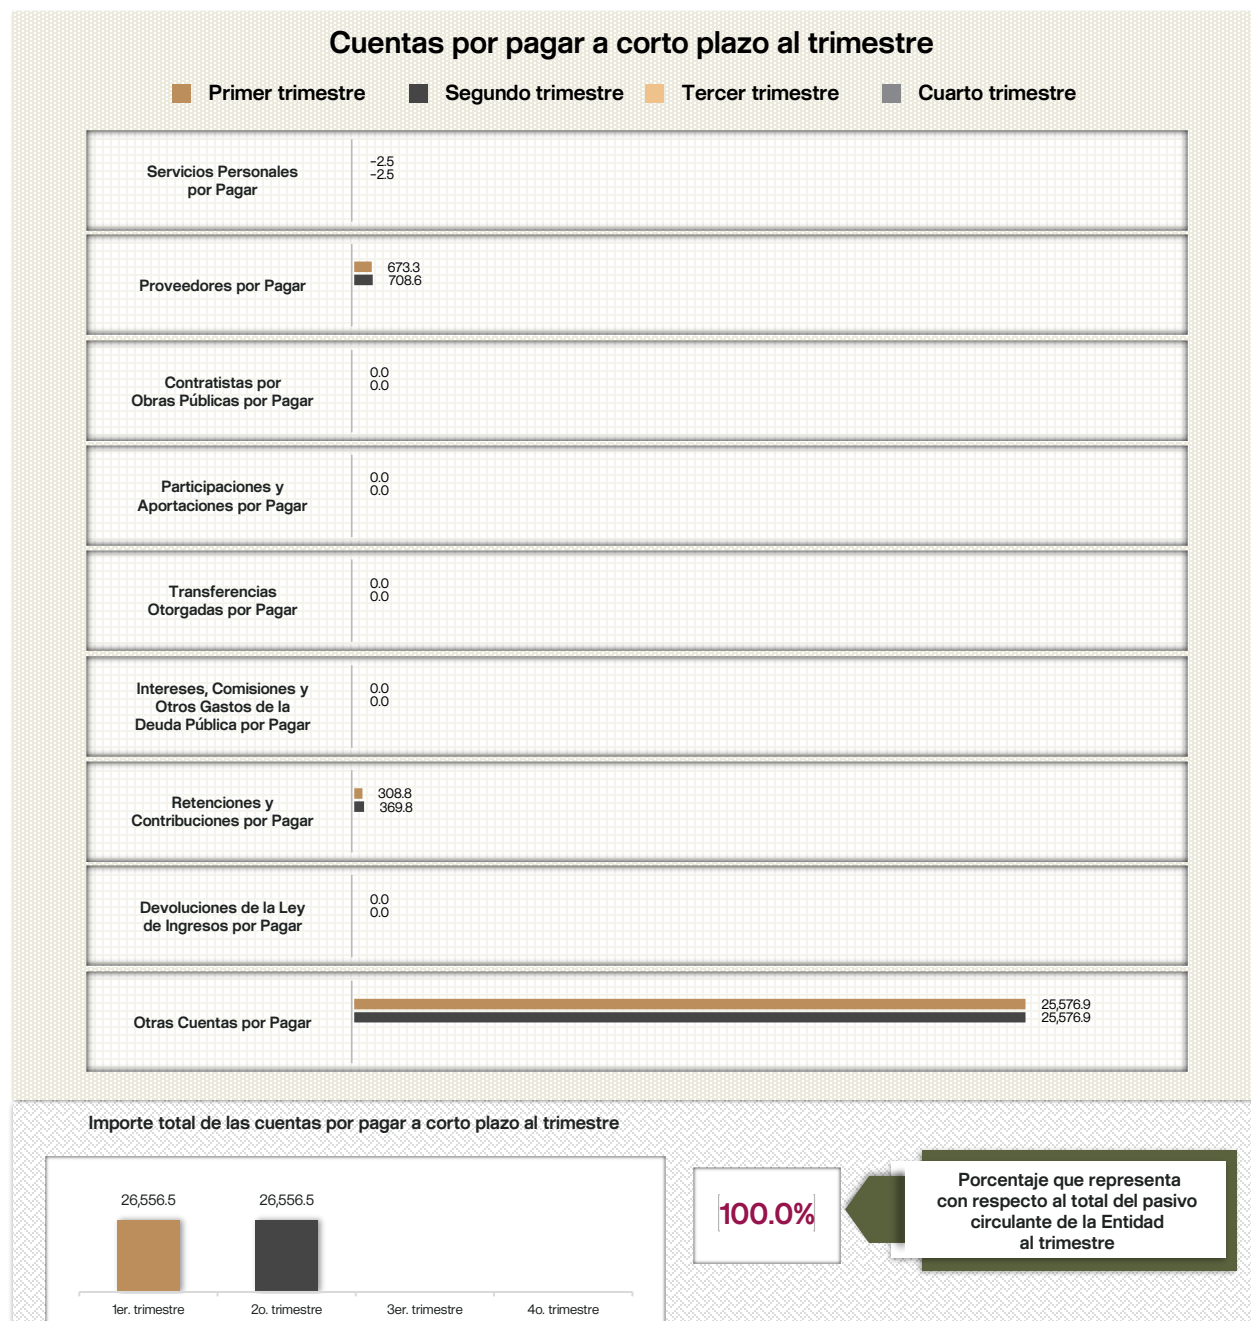 Cuentas por pagar a corto plazo al trimestre
Primer trimestre Segundo trimestre Tercer trimestre Cuarto trimestre
Servicios Personales
por Pagar
-2.5
-2.5
Proveedores por Pagar
673.3
708.6
Contratistas por
Obras Públicas por Pagar
0.0
0.0
Participaciones y
Aportaciones por Pagar
0.0
0.0
Transferencias
Otorgadas por Pagar
0.0
0.0
Intereses, Comisiones y
Otros Gastos de la
Deuda Pública por Pagar
0.0
0.0
Retenciones y
Contribuciones por Pagar
308.8
369.8
Devoluciones de la Ley
de Ingresos por Pagar
0.0
0.0
Otras Cuentas por Pagar
25,576.9
25,576.9
Importe total de las cuentas por pagar a corto plazo al trimestre
26,556.5 26,556.5
1er. trimestre 2o. trimestre 3er. trimestre 4o. trimestre
100.0%
Porcentaje que representa
con respecto al total del pasivo
circulante de la Entidad
al trimestre